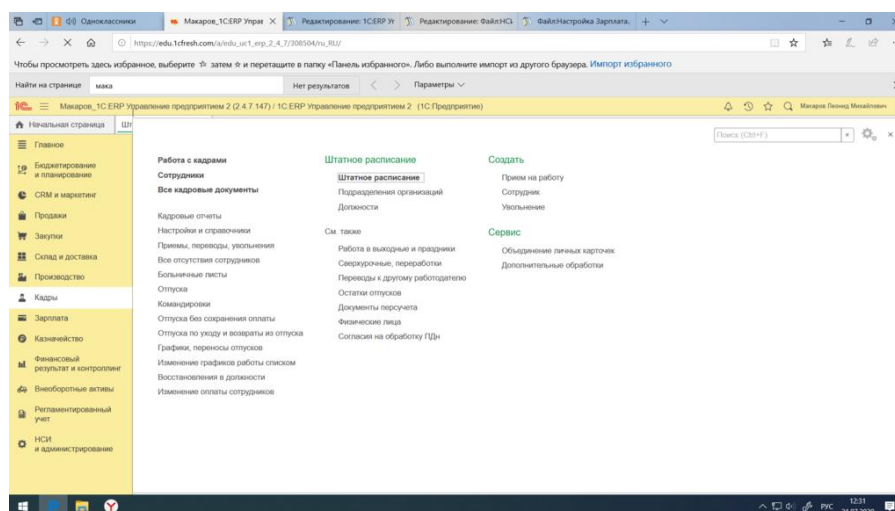 (Ф) Одноклассники
Макаров_1С:ERP Управ
Редактирование: 1С:ERP Уг
Редактирование: Файл:НСІ
Файл:Настройка Зарплата.
https://edu.1cfresh.com/a/edu_uc1_erp_2_4_7/308504/ru_RU/
Чтобы просмотреть здесь избранное, выберите затем и перетащите в папку «Панель избранного». Либо выполните импорт из другого браузера. Импорт избранного
Найти на странице мака Нет результатов Параметры
Макаров_1С:ERP Управление предприятием 2 (2.4.7.147) / 1С:ERP Управление предприятием 2 (1С:Предприятие)
Макаров Леонид Михайлович
Начальная страница
Шт
Поиск (Ctrl+F)
Главное
Бюджетирование
и планирование
CRM и маркетинг
Продажи
Закупки
Склад и доставка
Производство
Кадры
Зарплата
Казначейство
Финансовый
результат и контроллинг
Внеоборотные активы
Регламентированный
учет
НСИ
и администрирование
Работа с кадрами
Сотрудники
Все кадровые документы
Кадровые отчеты
Настройки и справочники
Приемы, переводы, увольнения
Все отсутствия сотрудников
Больничные листы
Отпуска
Командировки
Отпуска без сохранения оплаты
Отпуска по уходу и возвраты из отпуска
Графики, переносы отпусков
Изменение графиков работы списком
Восстановления в должности
Изменение оплаты сотрудников
Штатное расписание
Штатное расписание
Подразделения организаций
Должности
См. также
Работа в выходные и праздники
Сверхурочные, переработки
Переводы к другому работодателю
Остатки отпусков
Документы персучета
Физические лица
Согласия на обработку ПДн
Создать
Прием на работу
Сотрудник
Увольнение
Сервис
Объединение личных карточек
Дополнительные обработки
РУС
12:31